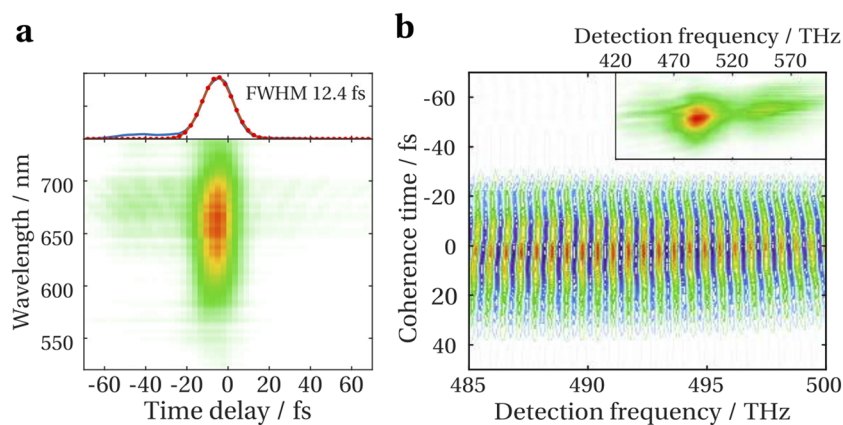 a
FWHM 12.4 fs
Wavelength / nm
700
650
600
550
-60 -40 -20 0 20 40 60
Time delay / fs
b
Detection frequency / THz
420 470 520 570
Coherence time / fs
-60
-40
-20
0
20
40
485 490 495 500
Detection frequency / THz